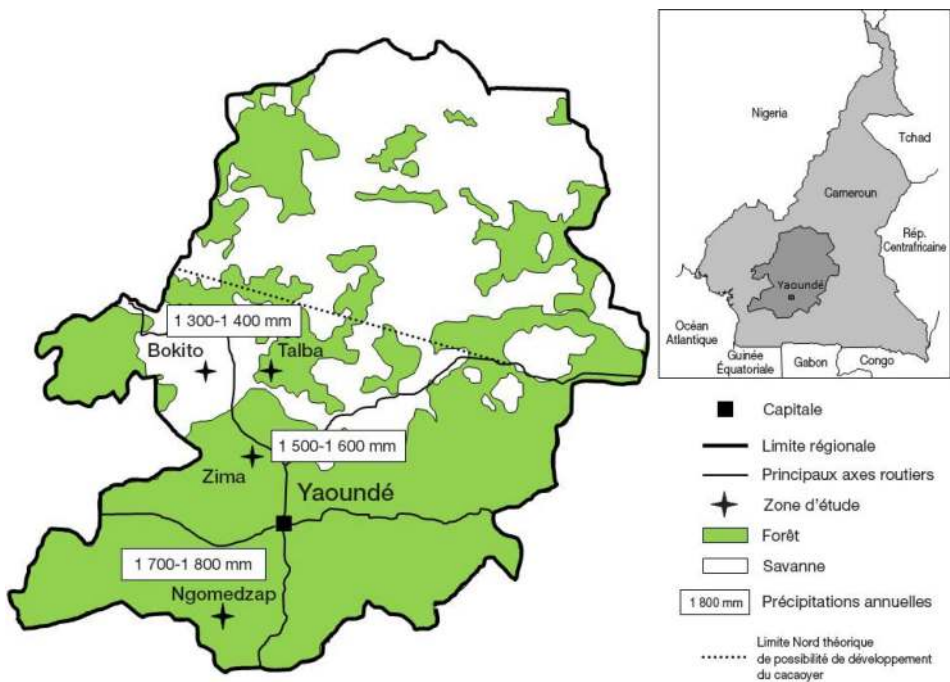 1 300-1 400 mm
Bokito
Talba
1 500-1 600 mm
Zima
Yaoundé
1 700-1 800 mm
Ngomedzap
Nigeria
Tchad
Cameroun
Rép.
Centrafricaine
Yaoundé
Océan
Atlantique
Guinée
Équatoriale
Gabon
Congo
Capitale
Limite régionale
Principaux axes routiers
Zone d'étude
Forêt
Savanne
1 800 mm
Précipitations annuelles
Limite Nord théorique
de possibilité de développement
du cacaoyer